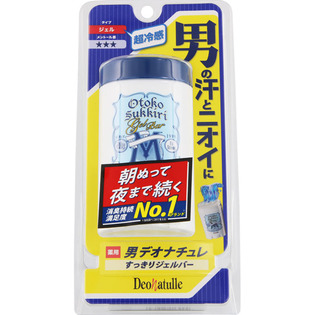 タイプ
ジェル
メントール感
★★★
超冷感
男の汗とニオイに
Otoko
Sukkiri
Gel Bar
朝ぬって
夜まで続く
消臭持続
満足度
No.1
薬用
男デオナチュレ
すっきりジェルバー
Deonatulle